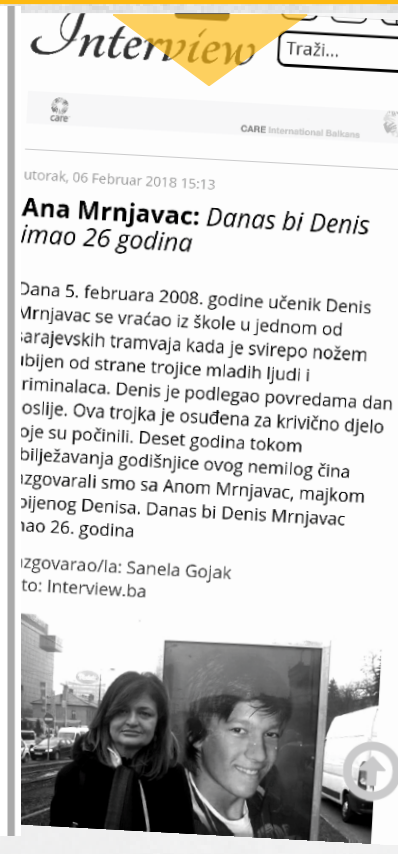 Interview
Traži...
care
CARE International Balkans
utorak, 06 Februar 2018 15:13
Ana Mrnjavac: Danas bi Denis
imao 26 godina
Dana 5. februara 2008. godine učenik Denis
Mrnjavac se vraćao iz škole u jednom od
sarajevskih tramvaja kada je svirepo nožem
ubijen od strane trojice mladih ljudi i
riminalaca. Denis je podlegao povredama dan
oslije. Ova trojka je osuđena za krivično djelo
oje su počinili. Deset godina tokom
bilježavanja godišnjice ovog nemilog čina
azgovarali smo sa Anom Mrnjavac, majkom
bijenog Denisa. Danas bi Denis Mrnjavac
nao 26. godina
azgovarao/la: Sanela Gojak
to: Interview.ba